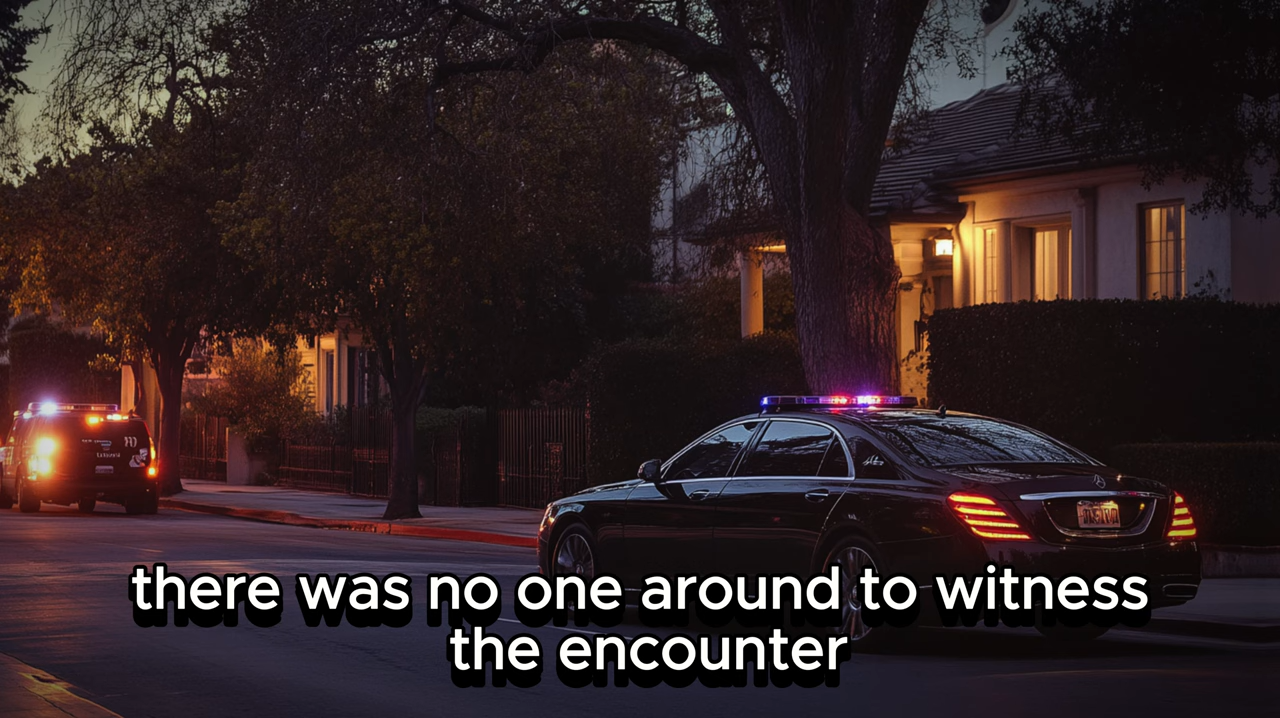 there was no one around to witness
the encounter